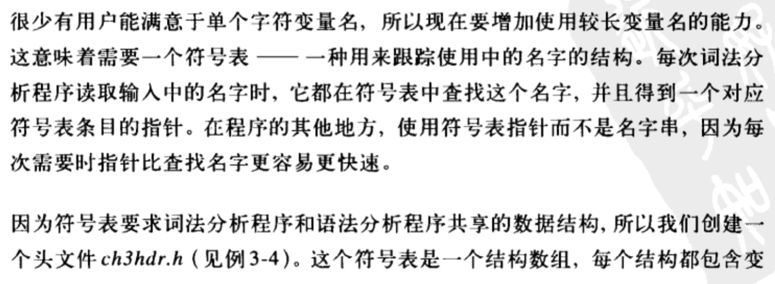 很少有用户能满意于单个字符变量名，所以现在要增加使用较长变量名的能力。
这意味着需要一个符号表 —— 一种用来跟踪使用中的名字的结构。每次词法分
析程序读取输入中的名字时，它都在符号表中查找这个名字，并且得到一个对应
符号表条目的指针。在程序的其他地方，使用符号表指针而不是名字串，因为每
次需要时指针比查找名字更容易更快速。
因为符号表要求词法分析程序和语法分析程序共享的数据结构，所以我们创建一
个头文件 ch3hdr.h（见例3-4）。这个符号表是一个结构数组，每个结构都包含变